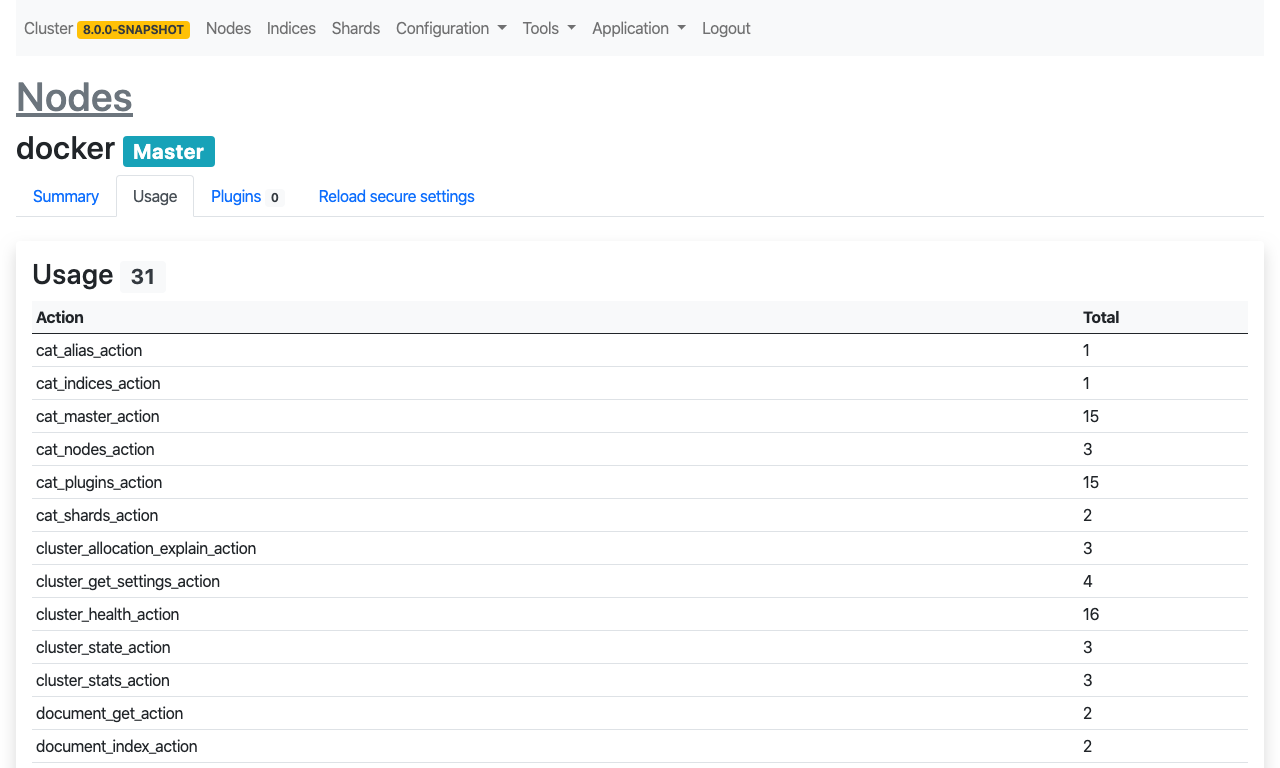 Cluster 8.0.0-SNAPSHOT Nodes Indices Shards Configuration Tools Application Logout
Nodes
docker Master
Summary Usage Plugins 0 Reload secure settings
Usage 31
Action Total
cat_alias_action 1
cat_indices_action 1
cat_master_action 15
cat_nodes_action 3
cat_plugins_action 15
cat_shards_action 2
cluster_allocation_explain_action 3
cluster_get_settings_action 4
cluster_health_action 16
cluster_state_action 3
cluster_stats_action 3
document_get_action 2
document_index_action 2